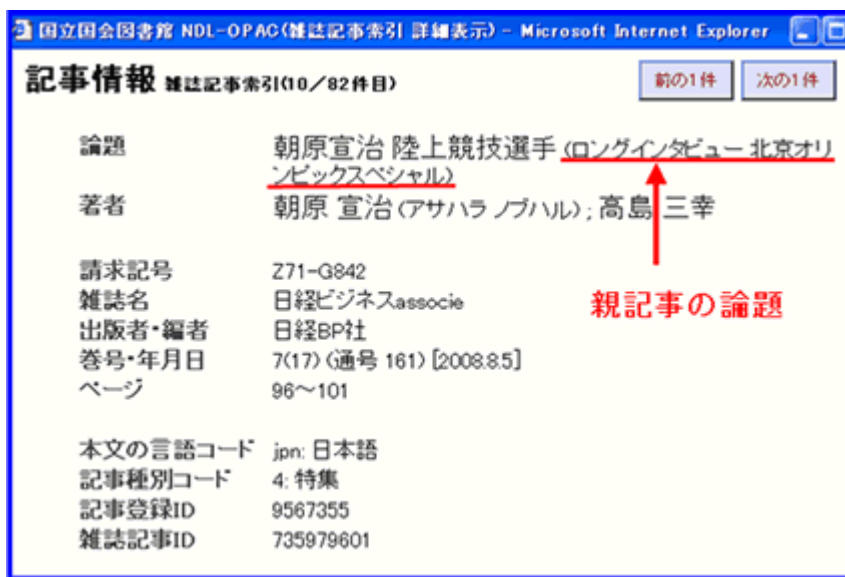 国立国会図書館 NDL-OPAC(雑誌記事索引 詳細表示) - Microsoft Internet Explorer
記事情報 雑誌記事索引(10/82件目)
前の1件 次の1件
論題 朝原宣治 陸上競技選手 (ロングインタビュー 北京オリ
ンピックスペシャル)
著者 朝原 宣治(アサハラ ノブハル) ; 高島 三幸
請求記号 Z71-G842
雑誌名 日経ビジネスassocie
親記事の論題
出版者・編者 日経BP社
巻号・年月日 7(17) (通号 161) [2008.8.5]
ページ 96～101
本文の言語コード jpn: 日本語
記事種別コード 4: 特集
記事登録ID 9567355
雑誌記事ID 735979601